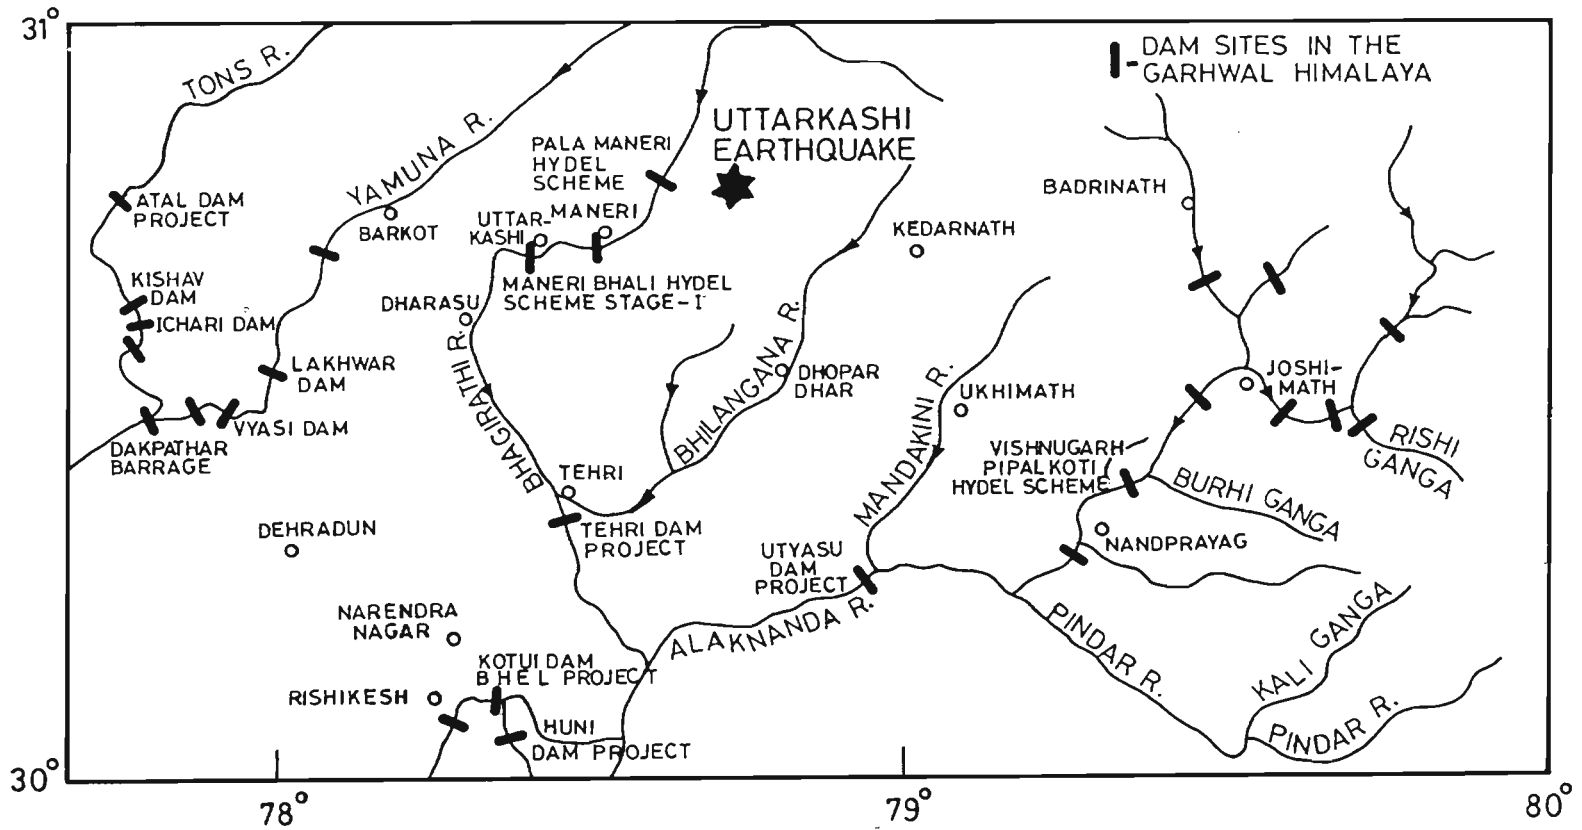 31°
DAM SITES IN THE
GARHWAL HIMALAYA
TONS R.
YAMUNA R.
UTTARKASHI
EARTHQUAKE
PALA MANERI
HYDEL
SCHEME
ATAL DAM
PROJECT
BARKOT
UTTAR-
KASHI
MANERI
BADRINATH
KEDARNATH
KISHAV
DAM
ICHARI DAM
DHARASU
MANERI BHALI HYDEL
SCHEME STAGE-I
LAKHWAR
DAM
BHAGIRATHI R.
BHILANGANA R.
DHOPAR
DHAR
MANDAKINI R.
UKHIMATH
JOSHI-
MATH
DAKPATHAR
BARRAGE
VYASI DAM
RISHI
GANGA
VISHNUGARH
PIPALKOTI
HYDEL SCHEME
BURHI GANGA
TEHRI
TEHRI DAM
PROJECT
DEHRADUN
UTYASU
DAM
PROJECT
NANDPRAYAG
NARENDRA
NAGAR
ALAKNANDA R.
PINDAR R.
KALI GANGA
KOTLI DAM
BHEL PROJECT
RISHIKESH
HUNI
DAM PROJECT
PINDAR R.
30°
78°
79°
80°